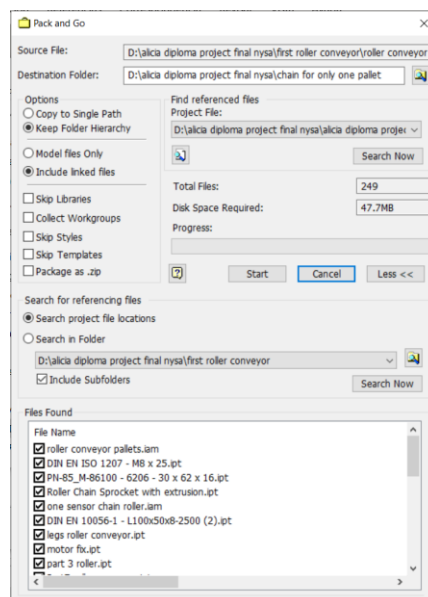 Pack and Go
Source File: D:\alicia diploma project final nysa\first roller conveyor\roller conveyor
Destination Folder: D:\alicia diploma project final nysa\chain for only one pallet
Options
Copy to Single Path
Keep Folder Hierarchy
Model files Only
Include linked files
Skip Libraries
Collect Workgroups
Skip Styles
Skip Templates
Package as .zip
Find referenced files
Project File:
D:\alicia diploma project final nysa\alicia diploma projec
Search Now
Total Files: 249
Disk Space Required: 47.7MB
Progress:
Start Cancel Less <<
Search for referencing files
Search project file locations
Search in Folder
D:\alicia diploma project final nysa\first roller conveyor
Include Subfolders
Search Now
Files Found
File Name
roller conveyor pallets.iam
DIN EN ISO 1207 - M8 x 25.ipt
PN-85_M-86100 - 6206 - 30 x 62 x 16.ipt
Roller Chain Sprocket with extrusion.ipt
one sensor chain roller.iam
DIN EN 10056-1 - L100x50x8-2500 (2).ipt
legs roller conveyor.ipt
motor fix.ipt
part 3 roller.ipt